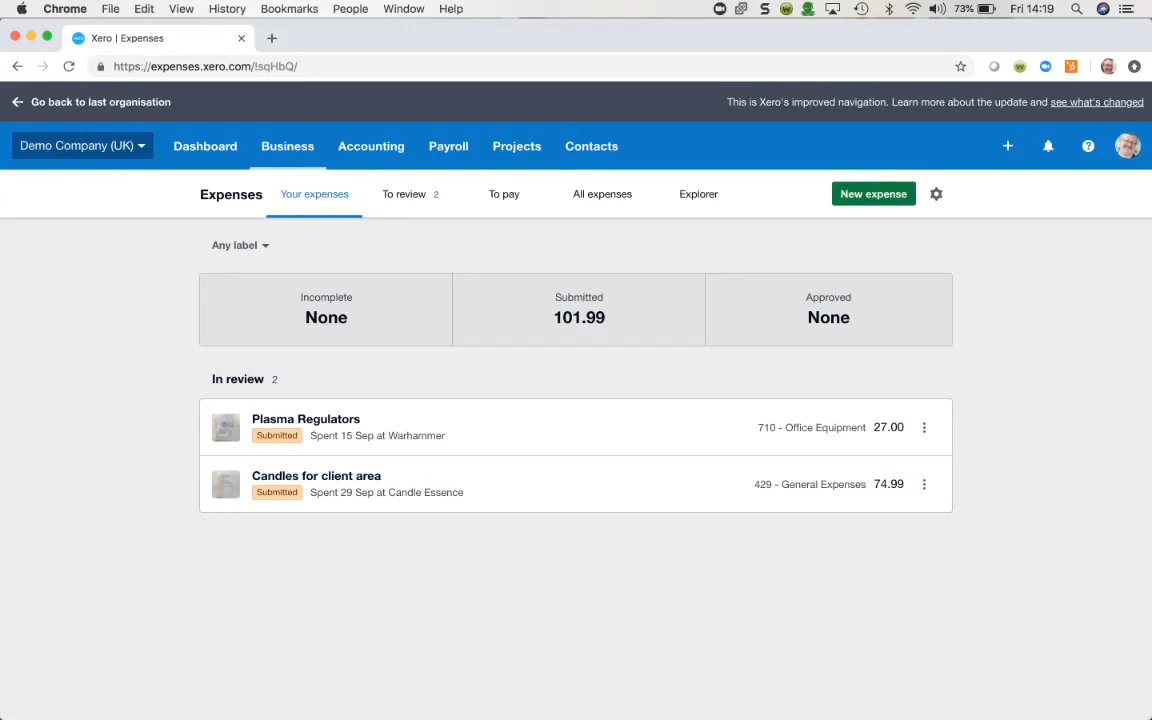 Chrome File Edit View History Bookmarks People Window Help 73% Fri 14:19
Xero | Expenses
https://expenses.xero.com/!sqHbQ/
Go back to last organisation This is Xero's improved navigation. Learn more about the update and see what's changed
Demo Company (UK) Dashboard Business Accounting Payroll Projects Contacts
Expenses Your expenses To review 2 To pay All expenses Explorer New expense
Any label
Incomplete Submitted Approved
None 101.99 None
In review 2
Plasma Regulators
Submitted Spent 15 Sep at Warhammer 710 - Office Equipment 27.00
Candles for client area
Submitted Spent 29 Sep at Candle Essence 429 - General Expenses 74.99